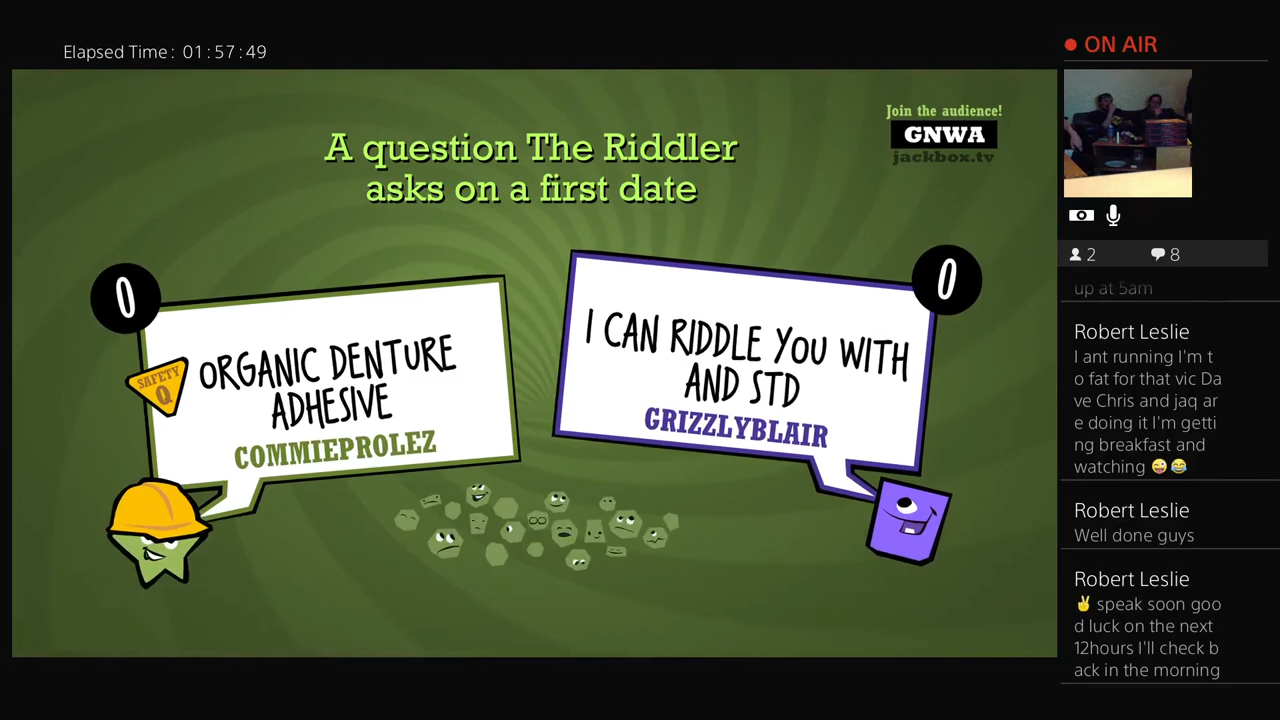 Elapsed Time: 01:57:49
ON AIR
Join the audience!
GNWA
jackbox.tv
A question The Riddler
asks on a first date
0
0
SAFETY
Q
ORGANIC DENTURE
ADHESIVE
COMMIEPROLEZ
I CAN RIDDLE YOU WITH
AND STD
GRIZZLYBLAIR
2
8
up at 5am
Robert Leslie
I ant running I'm t
o fat for that vic Da
ve Chris and jaq ar
e doing it I'm getti
ng breakfast and
watching 😜😂
Robert Leslie
Well done guys
Robert Leslie
✌ speak soon goo
d luck on the next
12hours I'll check b
ack in the morning